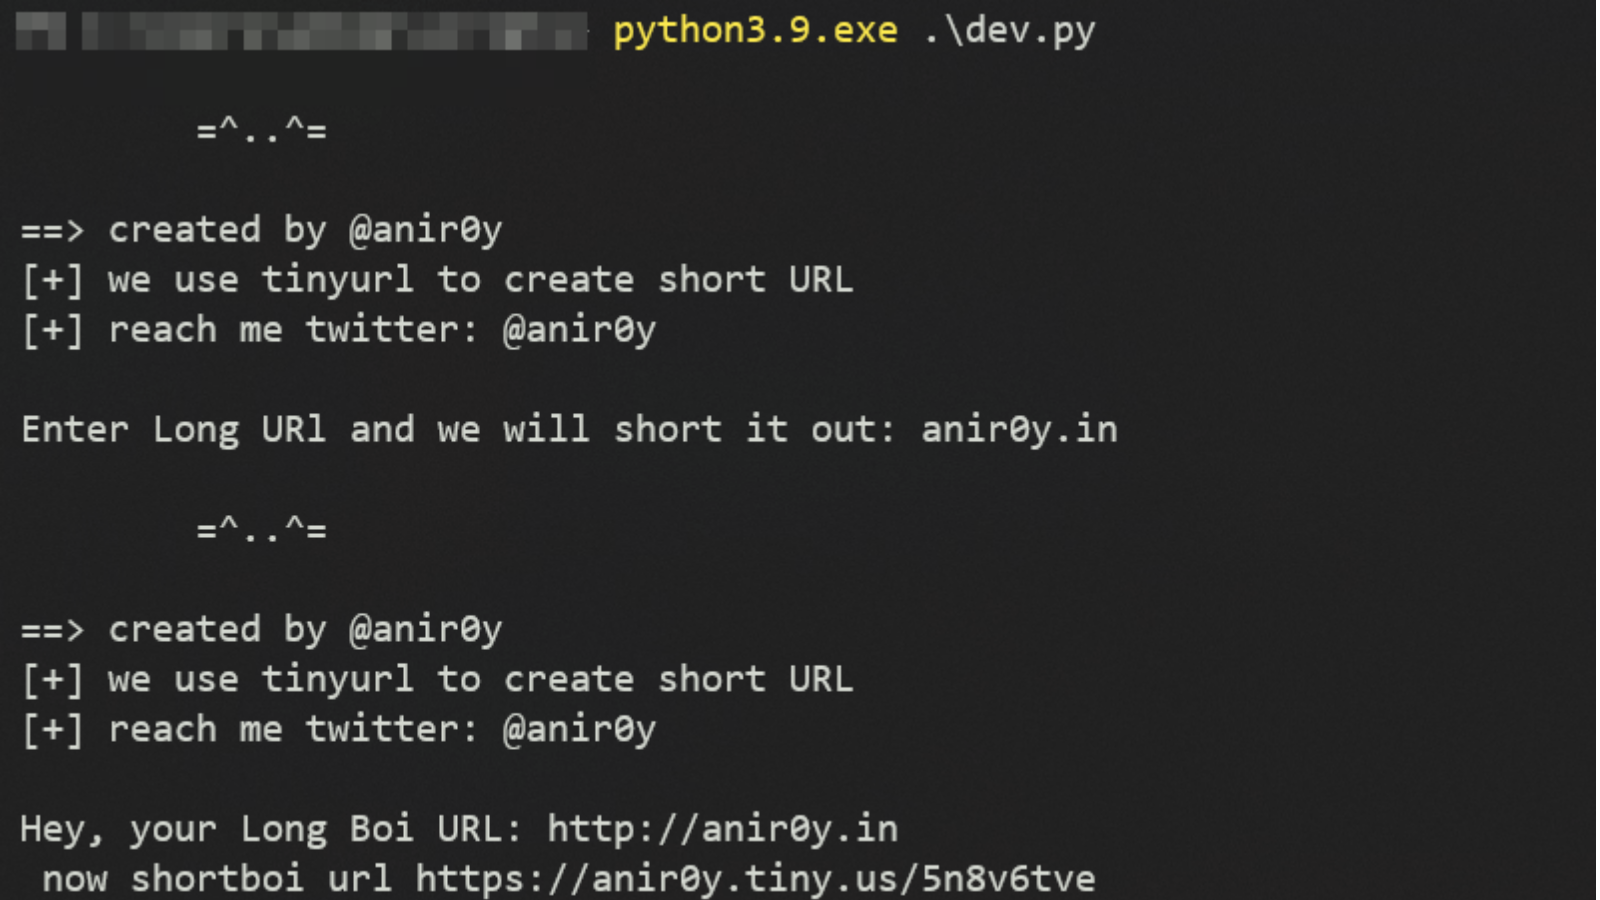 python3.9.exe .\dev.py
=^..^=
==> created by @anir0y
[+] we use tinyurl to create short URL
[+] reach me twitter: @anir0y
Enter Long URl and we will short it out: anir0y.in
=^..^=
==> created by @anir0y
[+] we use tinyurl to create short URL
[+] reach me twitter: @anir0y
Hey, your Long Boi URL: http://anir0y.in
now shortboi url https://anir0y.tiny.us/5n8v6tve